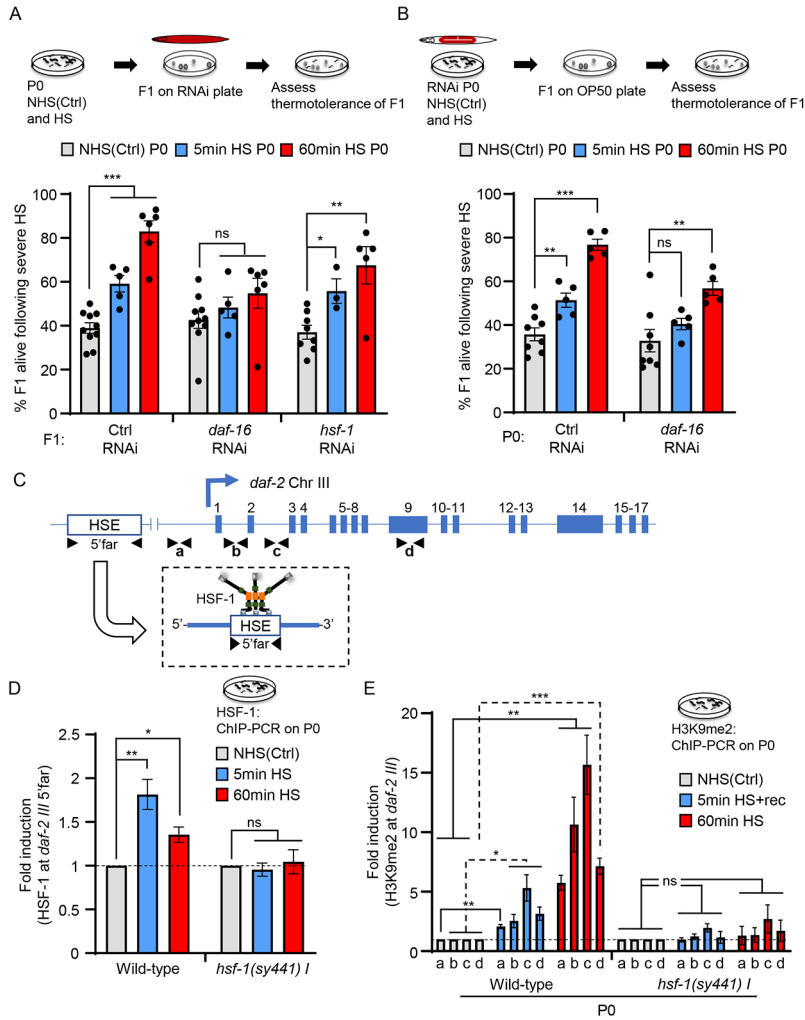 A
P0
NHS(Ctrl)
and HS
F1 on RNAi plate
Assess
thermotolerance of F1
NHS(Ctrl) P0 5min HS P0 60min HS P0
% F1 alive following severe HS
100
80
60
40
20
0
***
ns
*
**
F1:
Ctrl
RNAi
daf-16
RNAi
hsf-1
RNAi
B
RNAi P0
NHS(Ctrl)
and HS
F1 on OP50 plate
Assess
thermotolerance of F1
NHS(Ctrl) P0 5min HS P0 60min HS P0
% F1 alive following severe HS
100
80
60
40
20
0
***
**
**
ns
P0:
Ctrl
RNAi
daf-16
RNAi
C
daf-2 Chr III
1 2 3 4 5-8 9 10-11 12-13 14 15-17
HSE
5'far
a b c d
HSF-1
5'- HSE -3'
5'far
D
HSF-1:
ChIP-PCR on P0
NHS(Ctrl)
5min HS
60min HS
Fold induction
(HSF-1 at daf-2 III 5'far)
2.5
2
1.5
1
0.5
0
*
**
ns
Wild-type hsf-1(sy441) I
E
H3K9me2:
ChIP-PCR on P0
NHS(Ctrl)
5min HS+rec
60min HS
Fold induction
(H3K9me2 at daf-2 III)
20
15
10
5
0
***
**
*
**
ns
a b c d a b c d a b c d a b c d a b c d a b c d
Wild-type hsf-1(sy441) I
P0